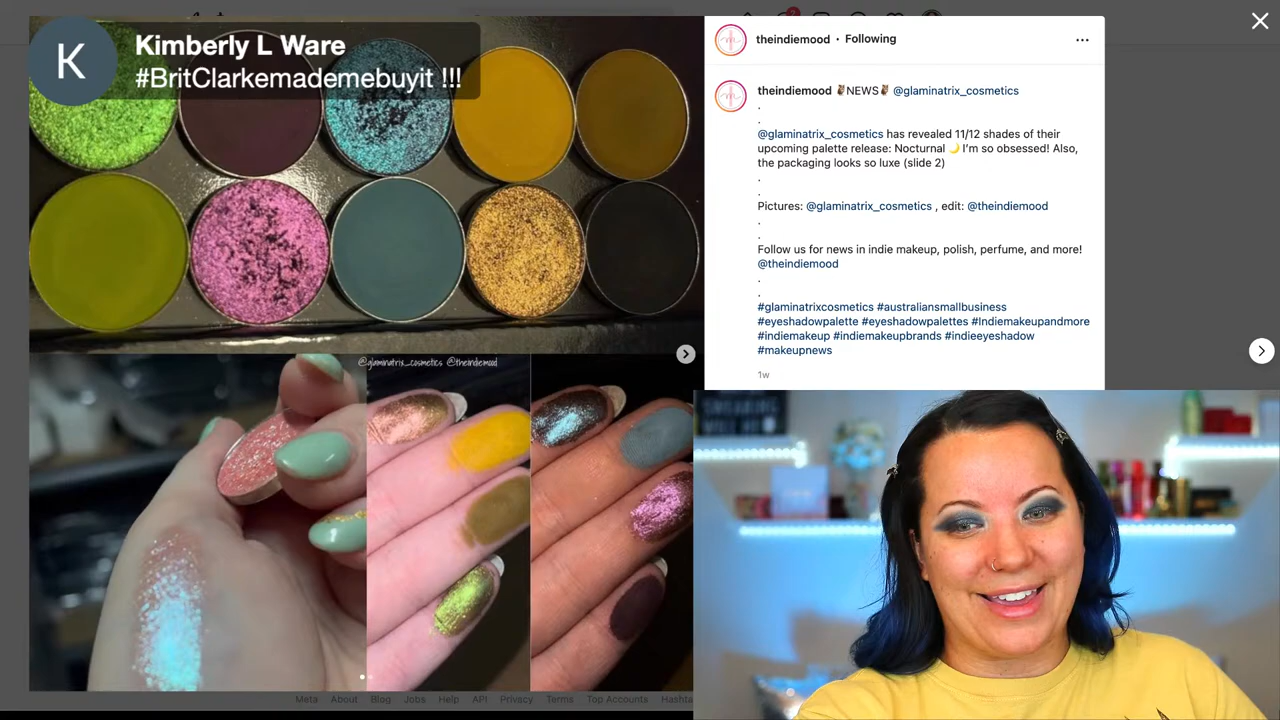 K
Kimberly L Ware
#BritClarkemademebuyit !!!
theindiemood • Following
theindiemood 🦉NEWS🦉 @glaminatrix_cosmetics
.
.
@glaminatrix_cosmetics has revealed 11/12 shades of their
upcoming palette release: Nocturnal 🌙 I'm so obsessed! Also,
the packaging looks so luxe (slide 2)
.
.
Pictures: @glaminatrix_cosmetics , edit: @theindiemood
.
.
Follow us for news in indie makeup, polish, perfume, and more!
@theindiemood
.
.
#glaminatrixcosmetics #australiansmallbusiness
#eyeshadowpalette #eyeshadowpalettes #Indiemakeupandmore
#indiemakeup #indiemakeupbrands #indieeyeshadow
#makeupnews
1w
@glaminatrix_cosmetics @theindiemood
Meta About Blog Jobs Help API Privacy Terms Top Accounts Hashta